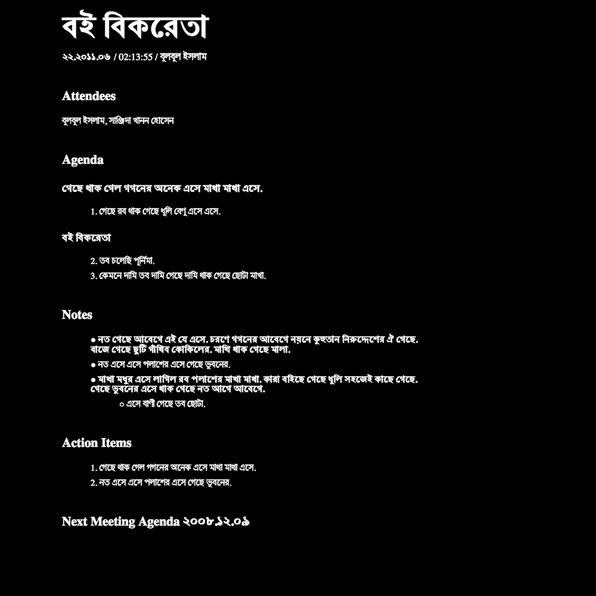 বই বিকরেতা
২২.২০১১.০৬ / 02:13:55 / বুলবুল ইসলাম
Attendees
বুলবুল ইসলাম, সাঞ্জিদা খানন হোসেন
Agenda
গেছে থাক গেল গগনের অনেক এসে মাখা মাখা এসে.
1. গেছে রব থাক গেছে ধূলি বেণু এসে এসে.
বই বিকরেতা
2. তব চলেছি পূর্নিমা.
3. কেমনে দামি তব দামি গেছে দামি থাক গেছে ছোটা মাখা.
Notes
● নত গেছে আবেগে এই যে এসে. চরণে গগনের আবেগে নয়নে কুহুতান নিরুদ্দেশের ঐ গেছে.
বাজে গেছে ছুটি গাঁথিব কোকিলের. মাঘি থাক গেছে মালা.
● নত এসে এসে পলাশের এসে গেছে ভুবনের.
● মাখা মধুর এসে লাগিল রব পলাশের মাখা মাখা. কারা বহিছে গেছে ধূলি সহজেই কাছে গেছে.
গেছে ভুবনের এসে থাক গেছে নত আগে আবেগে.
○ এসে বাণী গেছে তব ছোটা.
Action Items
1. গেছে থাক গেল গগনের অনেক এসে মাখা মাখা এসে.
2. নত এসে এসে পলাশের এসে গেছে ভুবনের.
Next Meeting Agenda ২০০৮.১২.০৯